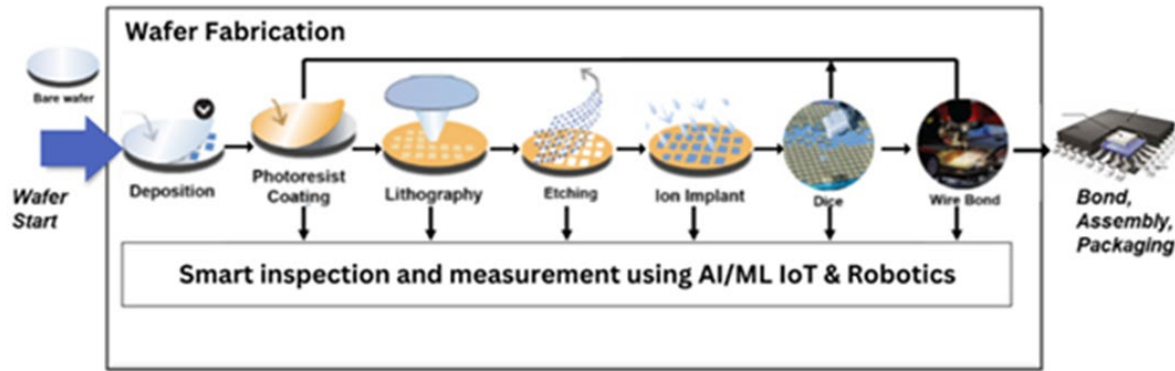 Wafer Fabrication
Bare wafer
Wafer
Start
Deposition
Photoresist
Coating
Lithography
Etching
Ion Implant
Dice
Wire Bond
Bond,
Assembly,
Packaging
Smart inspection and measurement using AI/ML IoT & Robotics